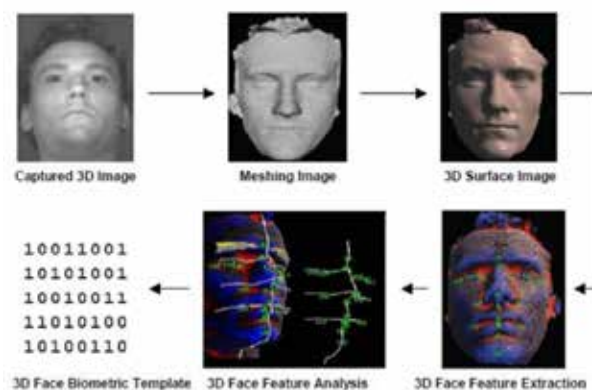 Captured 3D Image
Meshing Image
3D Surface Image
10011001
10101001
10010011
11010100
10100110
3D Face Biometric Template
3D Face Feature Analysis
3D Face Feature Extraction